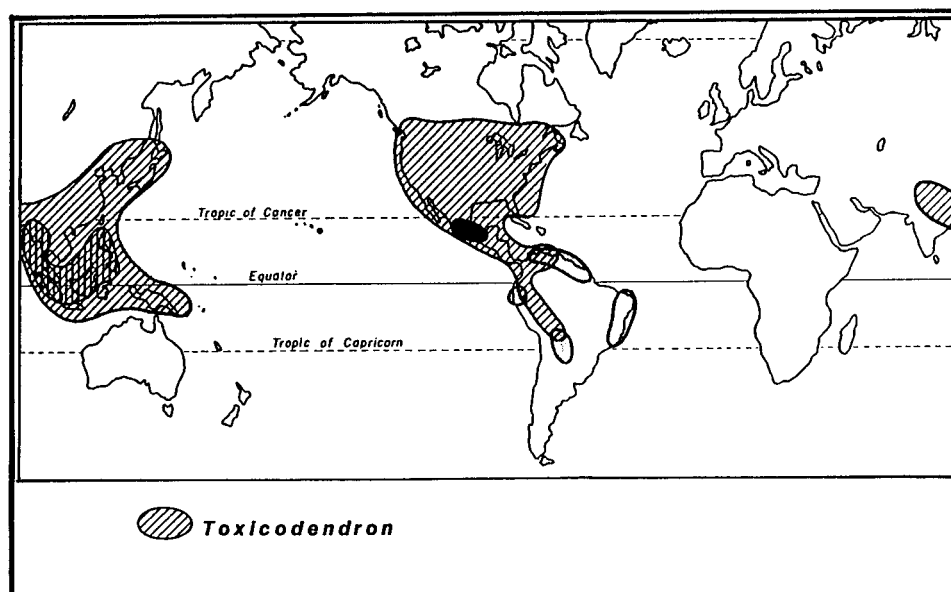 Tropic of Cancer
Equator
Tropic of Capricorn
Toxicodendron